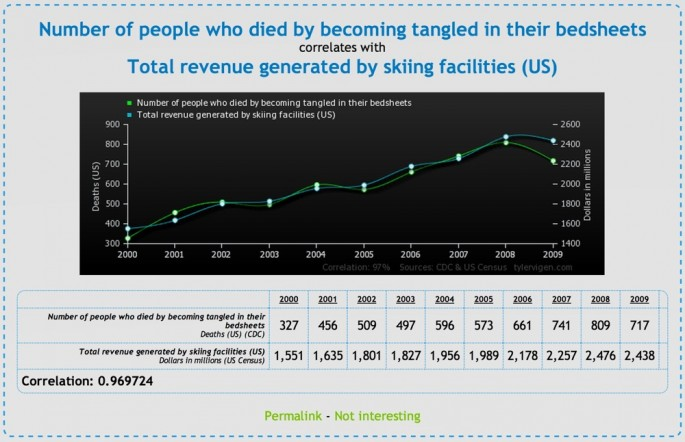 Number of people who died by becoming tangled in their bedsheets
correlates with
Total revenue generated by skiing facilities (US)
Number of people who died by becoming tangled in their bedsheets
Total revenue generated by skiing facilities (US)
900
800
700
600
500
400
300
Deaths (US)
2600
2400
2200
2000
1800
1600
1400
Dollars in millions
2000 2001 2002 2003 2004 2005 2006 2007 2008 2009
Correlation: 97% Sources: CDC & US Census tylervigen.com
2000 2001 2002 2003 2004 2005 2006 2007 2008 2009
Number of people who died by becoming tangled in their
bedsheets
Deaths (US) (CDC)
327 456 509 497 596 573 661 741 809 717
Total revenue generated by skiing facilities (US)
Dollars in millions (US Census)
1,551 1,635 1,801 1,827 1,956 1,989 2,178 2,257 2,476 2,438
Correlation: 0.969724
Permalink - Not interesting